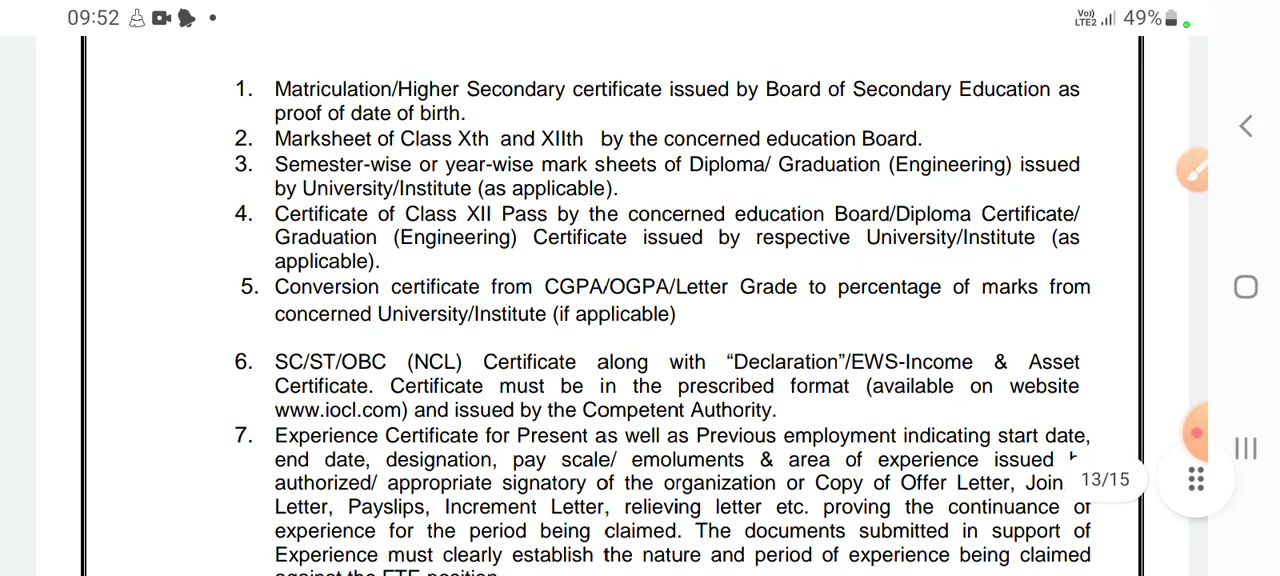 09:52
Vo)) LTE2 49%
1. Matriculation/Higher Secondary certificate issued by Board of Secondary Education as
proof of date of birth.
2. Marksheet of Class Xth and XIIth by the concerned education Board.
3. Semester-wise or year-wise mark sheets of Diploma/ Graduation (Engineering) issued
by University/Institute (as applicable).
4. Certificate of Class XII Pass by the concerned education Board/Diploma Certificate/
Graduation (Engineering) Certificate issued by respective University/Institute (as
applicable).
5. Conversion certificate from CGPA/OGPA/Letter Grade to percentage of marks from
concerned University/Institute (if applicable)
6. SC/ST/OBC (NCL) Certificate along with “Declaration”/EWS-Income & Asset
Certificate. Certificate must be in the prescribed format (available on website
www.iocl.com) and issued by the Competent Authority.
7. Experience Certificate for Present as well as Previous employment indicating start date,
end date, designation, pay scale/ emoluments & area of experience issued
authorized/ appropriate signatory of the organization or Copy of Offer Letter, Join
13/15
Letter, Payslips, Increment Letter, relieving letter etc. proving the continuance of
experience for the period being claimed. The documents submitted in support of
Experience must clearly establish the nature and period of experience being claimed
against the FTE position